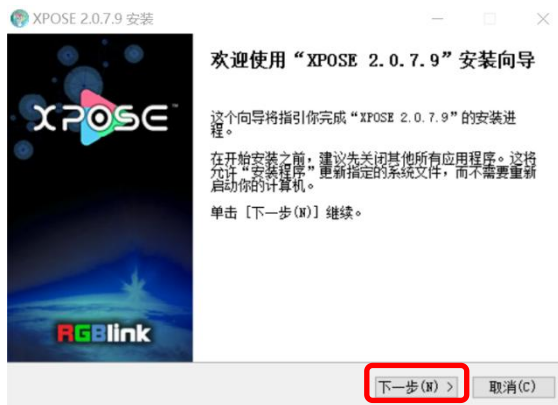 XPOSE 2.0.7.9 安装
XPOSE™
欢迎使用“XPOSE 2.0.7.9”安装向导
这个向导将指引你完成“XPOSE 2.0.7.9”的安装进
程。
在开始安装之前，建议先关闭其他所有应用程序。这将
允许“安装程序”更新指定的系统文件，而不需要重新
启动你的计算机。
单击 [下一步(N)] 继续。
RGBlink
下一步(N) >
取消(C)